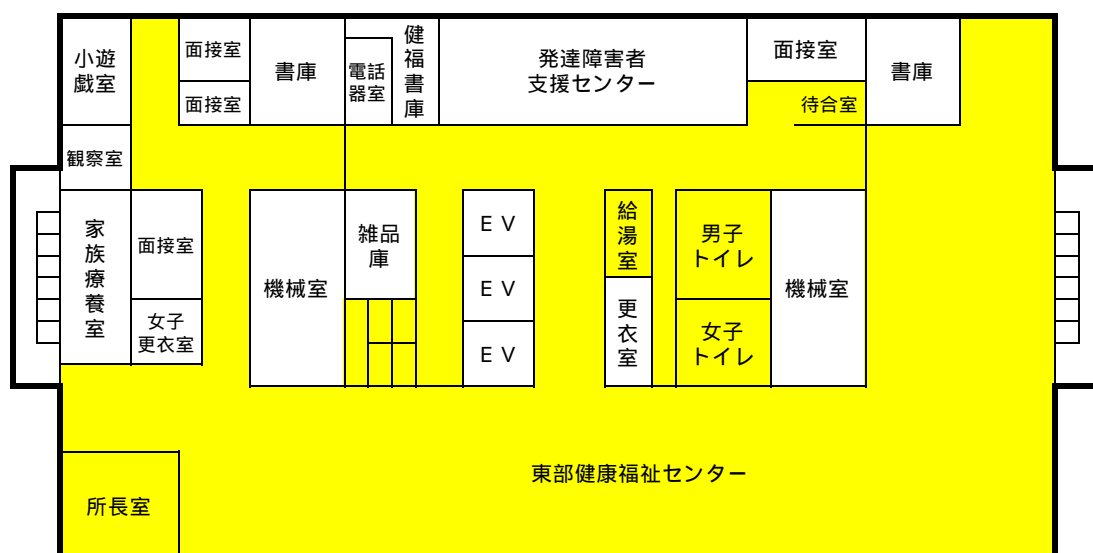 小遊
戯室
面接室
面接室
書庫
電話
器室
健福書庫
発達障害者
支援センター
面接室
待合室
書庫
観察室
家族療養室
面接室
女子
更衣室
機械室
雑品
庫
ＥＶ
ＥＶ
ＥＶ
給湯室
更衣室
男子
トイレ
女子
トイレ
機械室
東部健康福祉センター
所長室